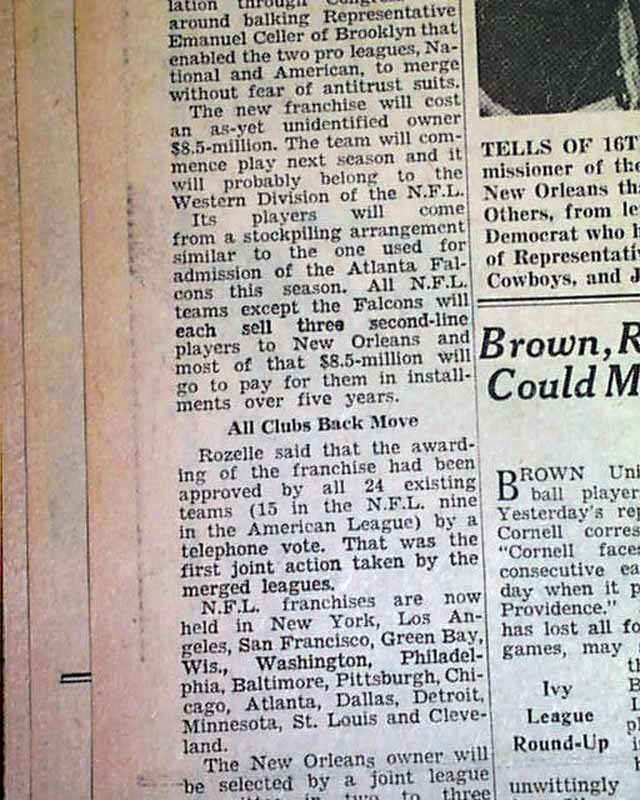 lation through Congress
around balking Representative
Emanuel Celler of Brooklyn that
enabled the two pro leagues, Na-
tional and American, to merge
without fear of antitrust suits.
The new franchise will cost
an as-yet unidentified owner
$8.5-million. The team will com-
mence play next season and it
will probably belong to the
Western Division of the N.F.L.
Its players will come
from a stockpiling arrangement
similar to the one used for
admission of the Atlanta Fal-
cons this season. All N.F.L.
teams except the Falcons will
each sell three second-line
players to New Orleans and
most of that $8.5-million will
go to pay for them in install-
ments over five years.
All Clubs Back Move
Rozelle said that the award-
ing of the franchise had been
approved by all 24 existing
teams (15 in the N.F.L. nine
in the American League) by a
telephone vote. That was the
first joint action taken by the
merged leagues.
N.F.L. franchises are now
held in New York, Los An-
geles, San Francisco, Green Bay,
Wis., Washington, Philadel-
phia, Baltimore, Pittsburgh, Chi-
cago, Atlanta, Dallas, Detroit,
Minnesota, St. Louis and Cleve-
land.
The New Orleans owner will
be selected by a joint league
in two to three
TELLS OF 16T
missioner of the
New Orleans tha
Others, from le
Democrat who h
of Representativ
Cowboys, and J
Brown, R
Could M
BROWN Uni
ball player
Yesterday's rep
Cornell corres
"Cornell faces
consecutive ea
day when it p
Providence."
has lost all fo
games, may
th
Ivy
League
Round-Up
unwittingly